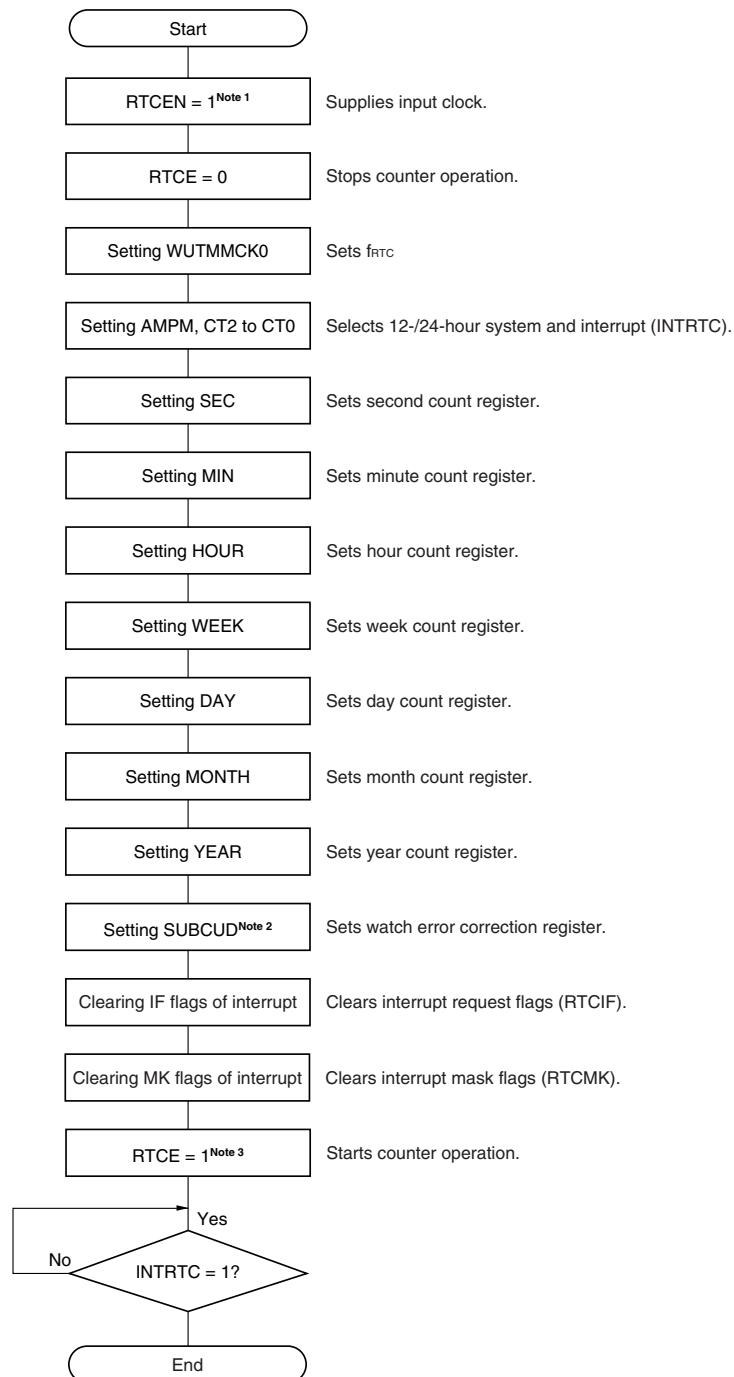 Start
RTCEN = 1Note 1
Supplies input clock.
RTCE = 0
Stops counter operation.
Setting WUTMMCK0
Sets fRTC
Setting AMPM, CT2 to CT0
Selects 12-/24-hour system and interrupt (INTRTC).
Setting SEC
Sets second count register.
Setting MIN
Sets minute count register.
Setting HOUR
Sets hour count register.
Setting WEEK
Sets week count register.
Setting DAY
Sets day count register.
Setting MONTH
Sets month count register.
Setting YEAR
Sets year count register.
Setting SUBCUDNote 2
Sets watch error correction register.
Clearing IF flags of interrupt
Clears interrupt request flags (RTCIF).
Clearing MK flags of interrupt
Clears interrupt mask flags (RTCMK).
RTCE = 1Note 3
Starts counter operation.
Yes
No
INTRTC = 1?
End